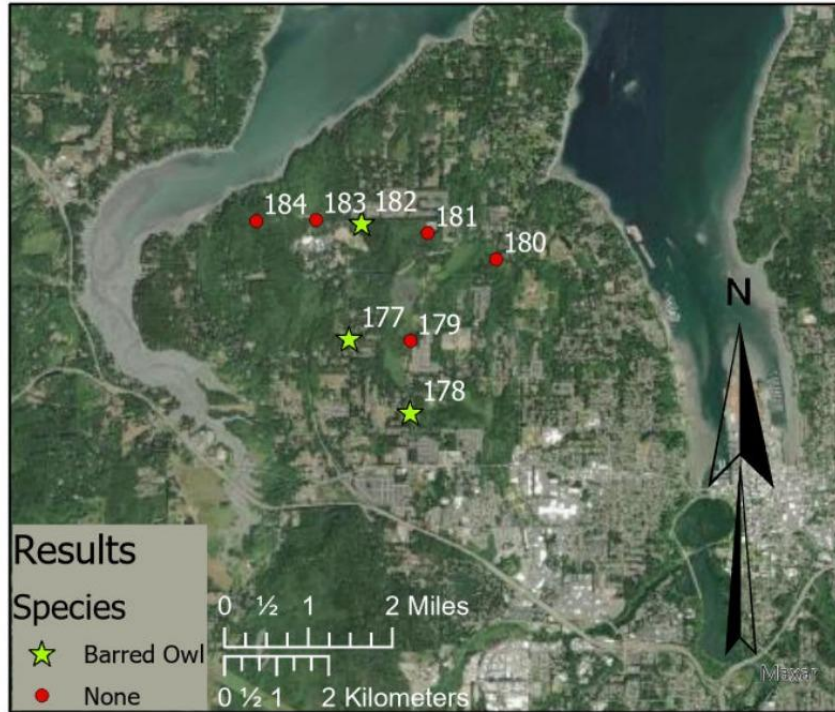 184
183
182
181
180
177
179
178
N
Results
Species
Barred Owl
None
0 ½ 1 2 Miles
0 ½ 1 2 Kilometers
Maxar